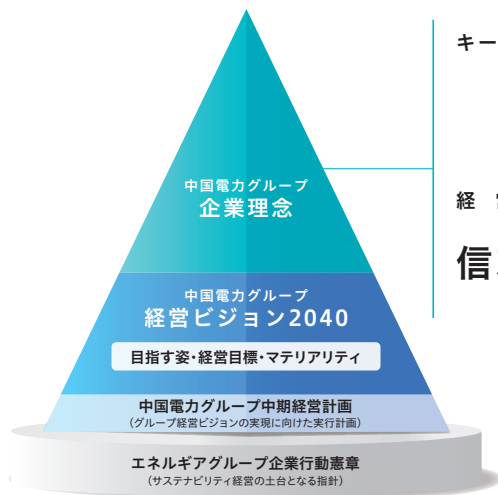 中国電力グループ
企業理念
中国電力グループ
経営ビジョン2040
目指す姿・経営目標・マテリアリティ
中国電力グループ中期経営計画
(グループ経営ビジョンの実現に向けた実行計画)
エネルギアグループ企業行動憲章
(サステナビリティ経営の土台となる指針)
キー
経
信